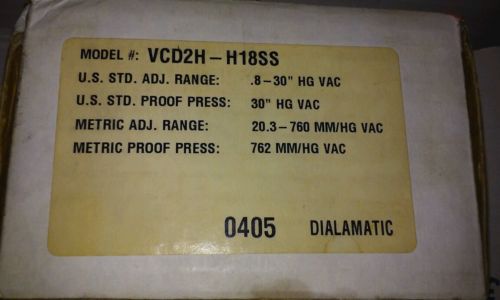 MODEL #: VCD2H-H18SS
U.S. STD. ADJ. RANGE: .8-30" HG VAC
U.S. STD. PROOF PRESS: 30" HG VAC
METRIC ADJ. RANGE: 20.3-760 MM/HG VAC
METRIC PROOF PRESS: 762 MM/HG VAC
0405 DIALAMATIC